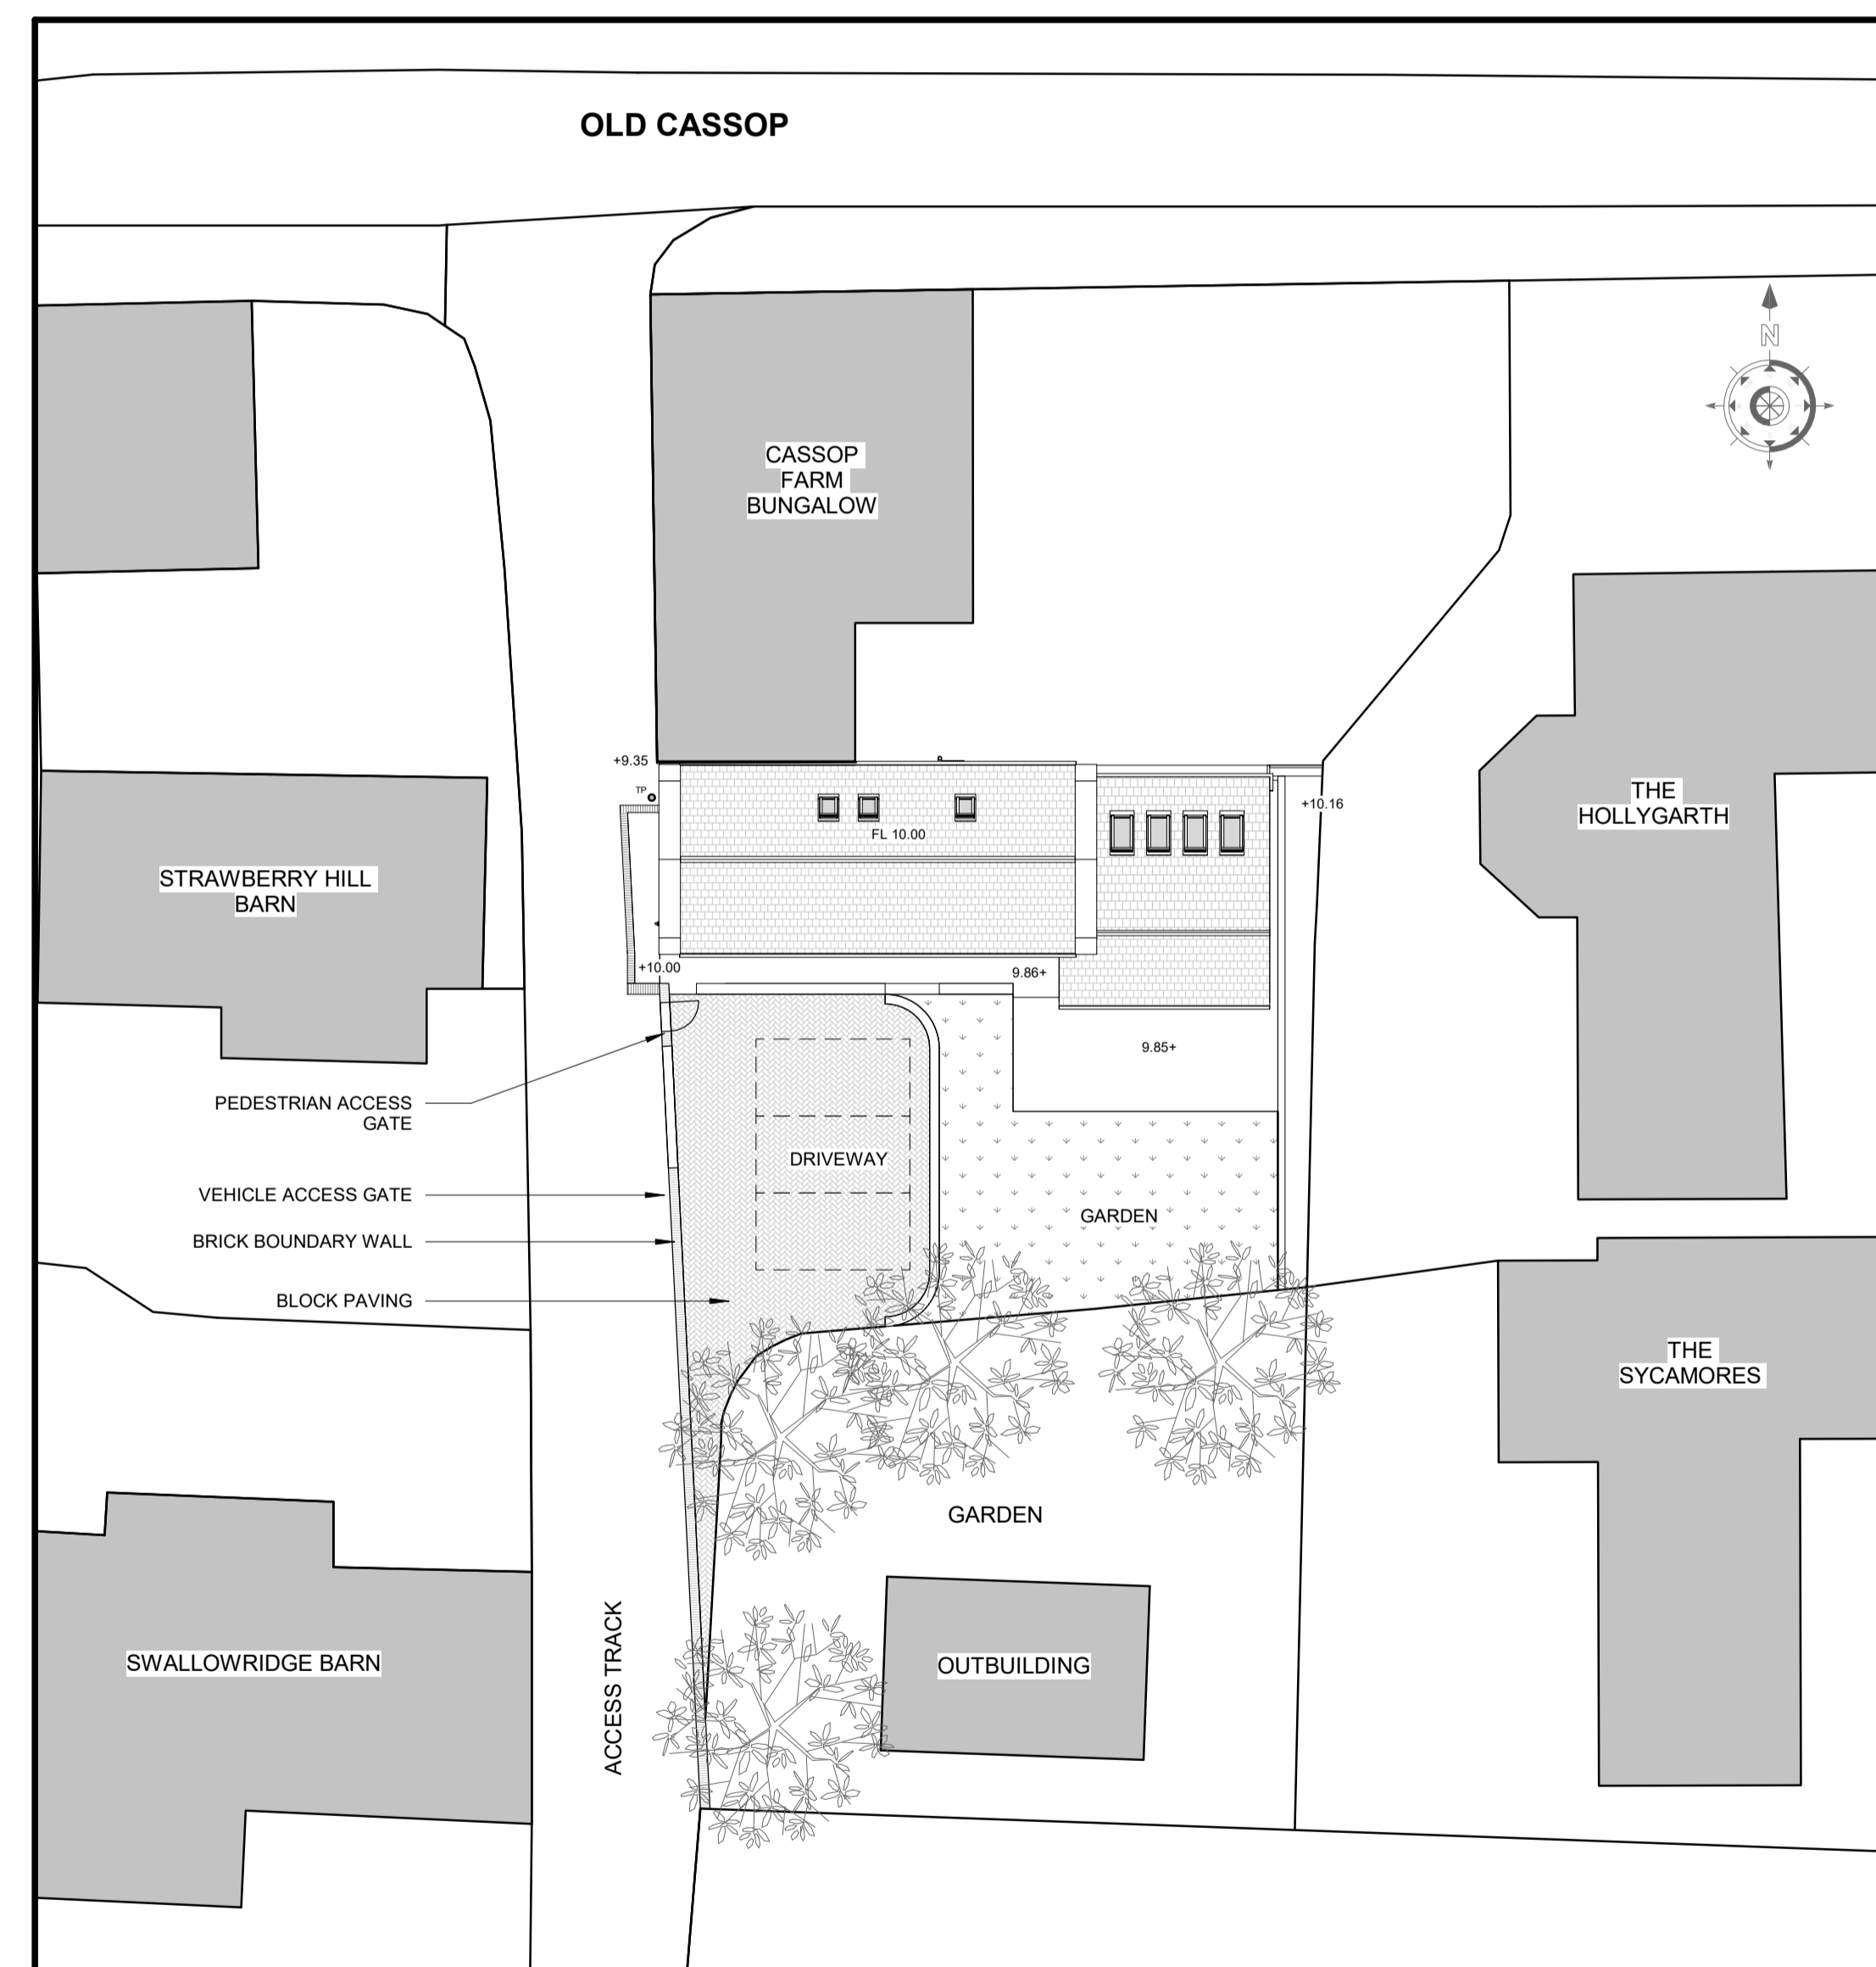 OLD CASSOP
N
CASSOP
FARM
BUNGALOW
+9.35
TP
+10.16
THE
HOLLYGARTH
FL 10.00
STRAWBERRY HILL
BARN
+10.00
9.86+
9.85+
PEDESTRIAN ACCESS
GATE
DRIVEWAY
VEHICLE ACCESS GATE
GARDEN
BRICK BOUNDARY WALL
BLOCK PAVING
THE
SYCAMORES
GARDEN
SWALLOWRIDGE BARN
ACCESS TRACK
OUTBUILDING